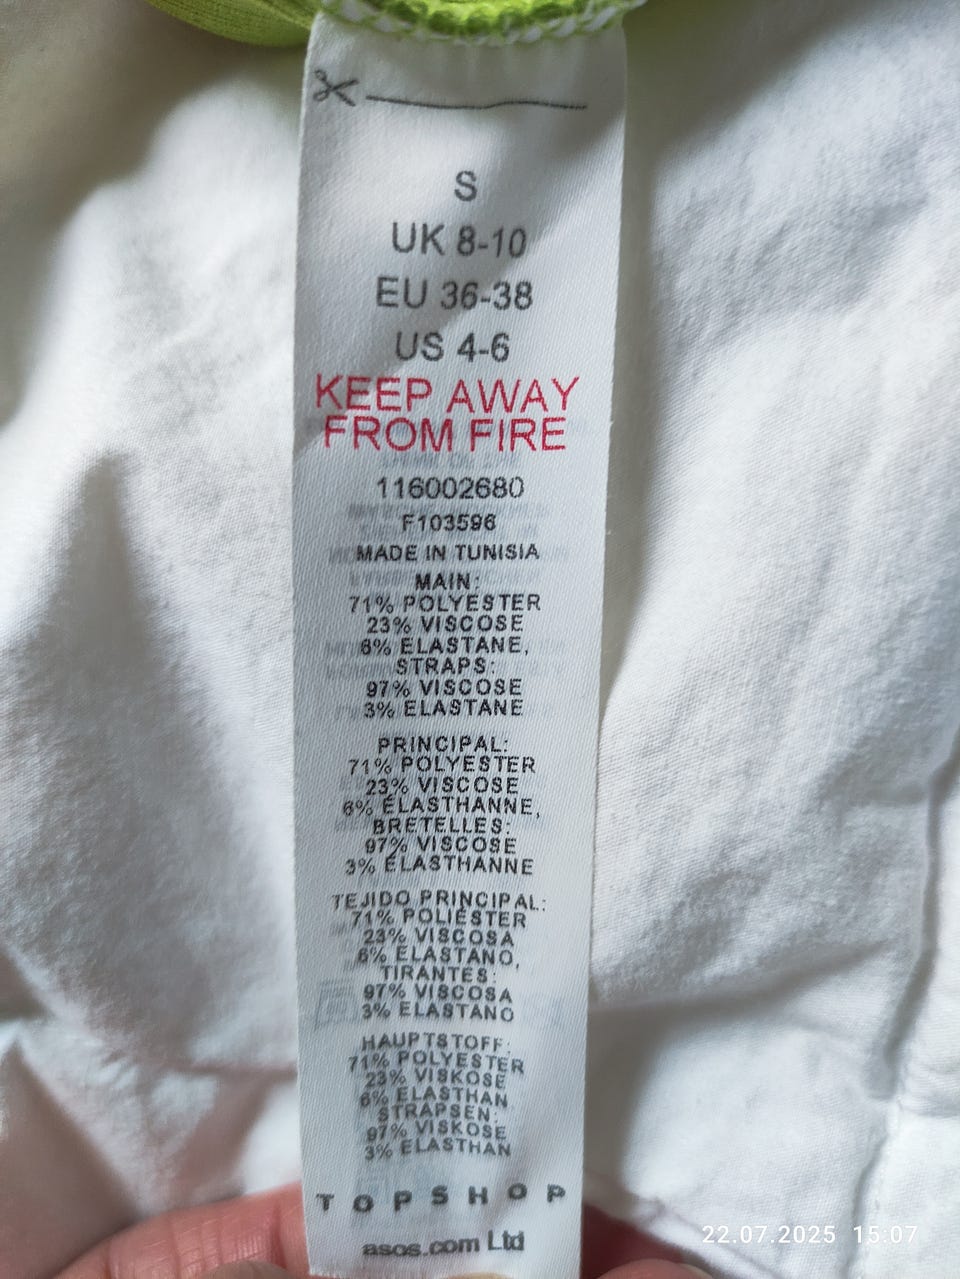 S
UK 8-10
EU 36-38
US 4-6
KEEP AWAY
FROM FIRE
116002680
F103596
MADE IN TUNISIA
MAIN:
71% POLYESTER
23% VISCOSE
6% ELASTANE,
STRAPS:
97% VISCOSE
3% ELASTANE
PRINCIPAL:
71% POLYESTER
23% VISCOSE
6% ÉLASTHANNE,
BRETELLES:
97% VISCOSE
3% ÉLASTHANNE
TEJIDO PRINCIPAL:
71% POLIÉSTER
23% VISCOSA
6% ELASTANO,
TIRANTES:
97% VISCOSA
3% ELASTANO
HAUPTSTOFF:
71% POLYESTER
23% VISKOSE
6% ELASTHAN
STRAPSEN:
97% VISKOSE
3% ELASTHAN
TOPSHOP
asos.com Ltd
22.07.2025 15:07